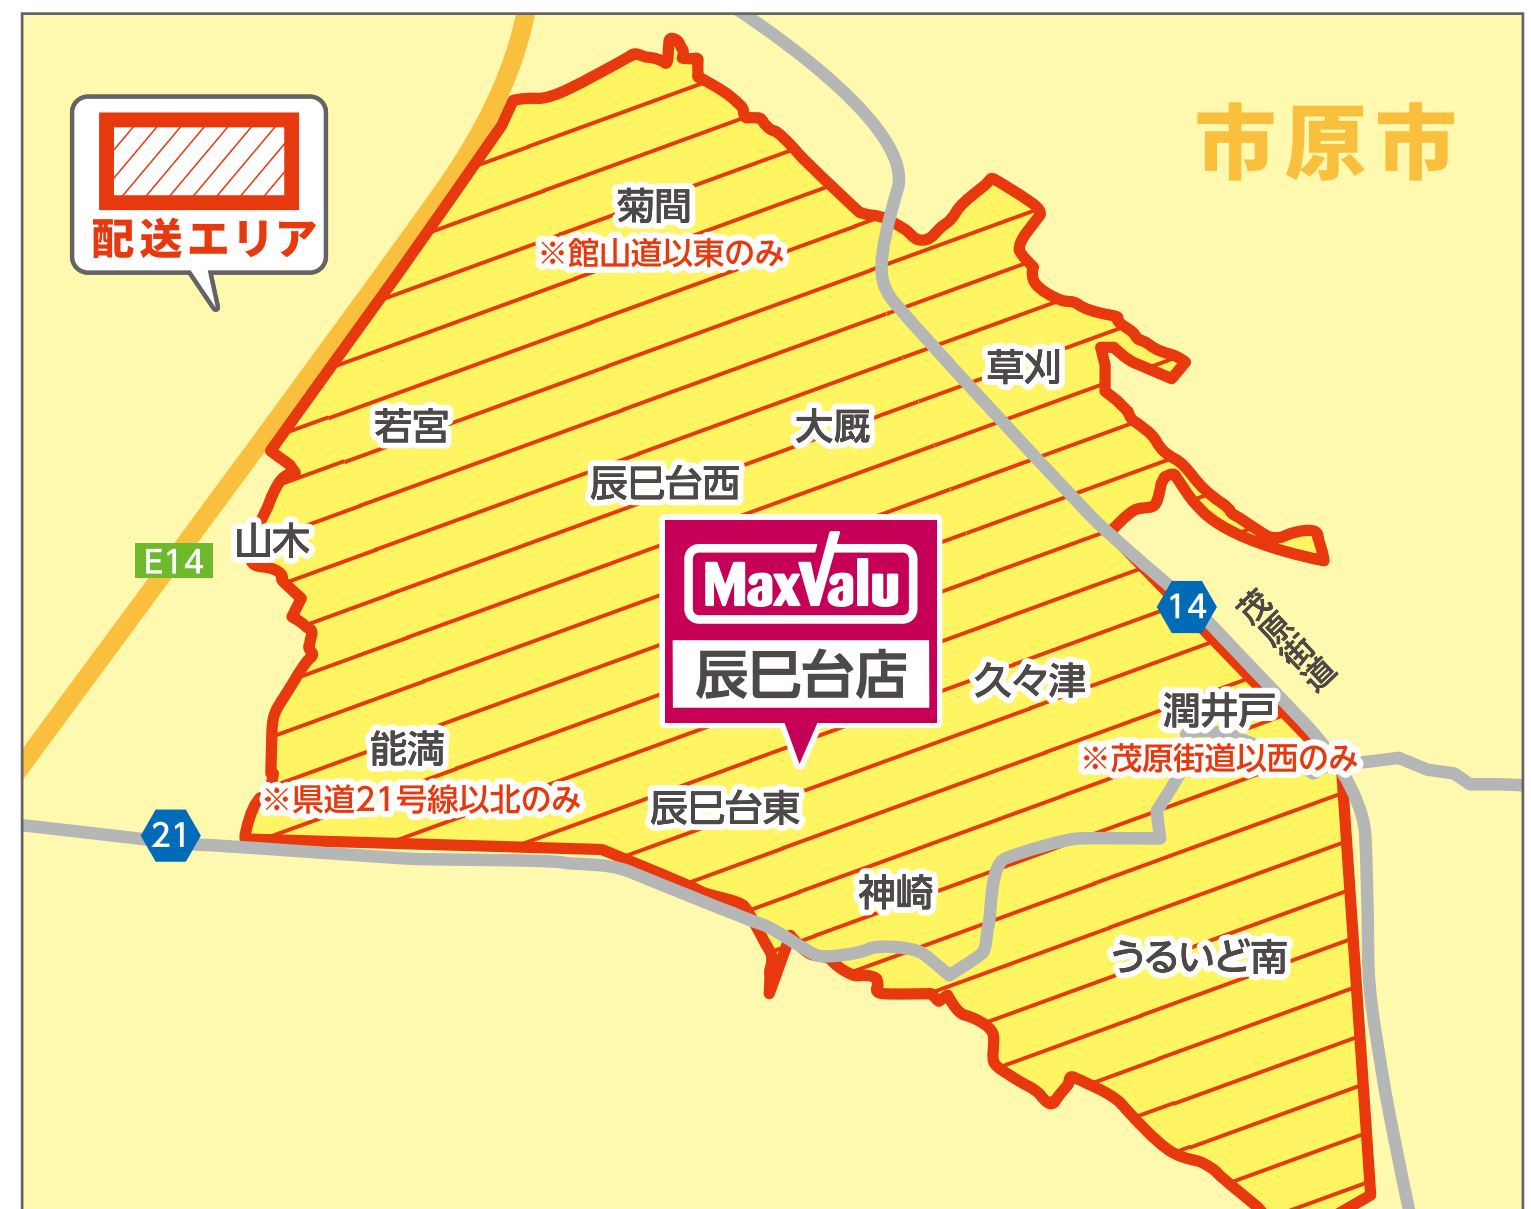 市原市
配送エリア
菊間
※館山道以東のみ
草刈
若宮
大厩
辰巳台西
山木
E14
MaxValu
辰巳台店
14
茂原街道
久々津
潤井戸
※茂原街道以西のみ
能満
※県道21号線以北のみ
辰巳台東
21
神崎
うるいど南